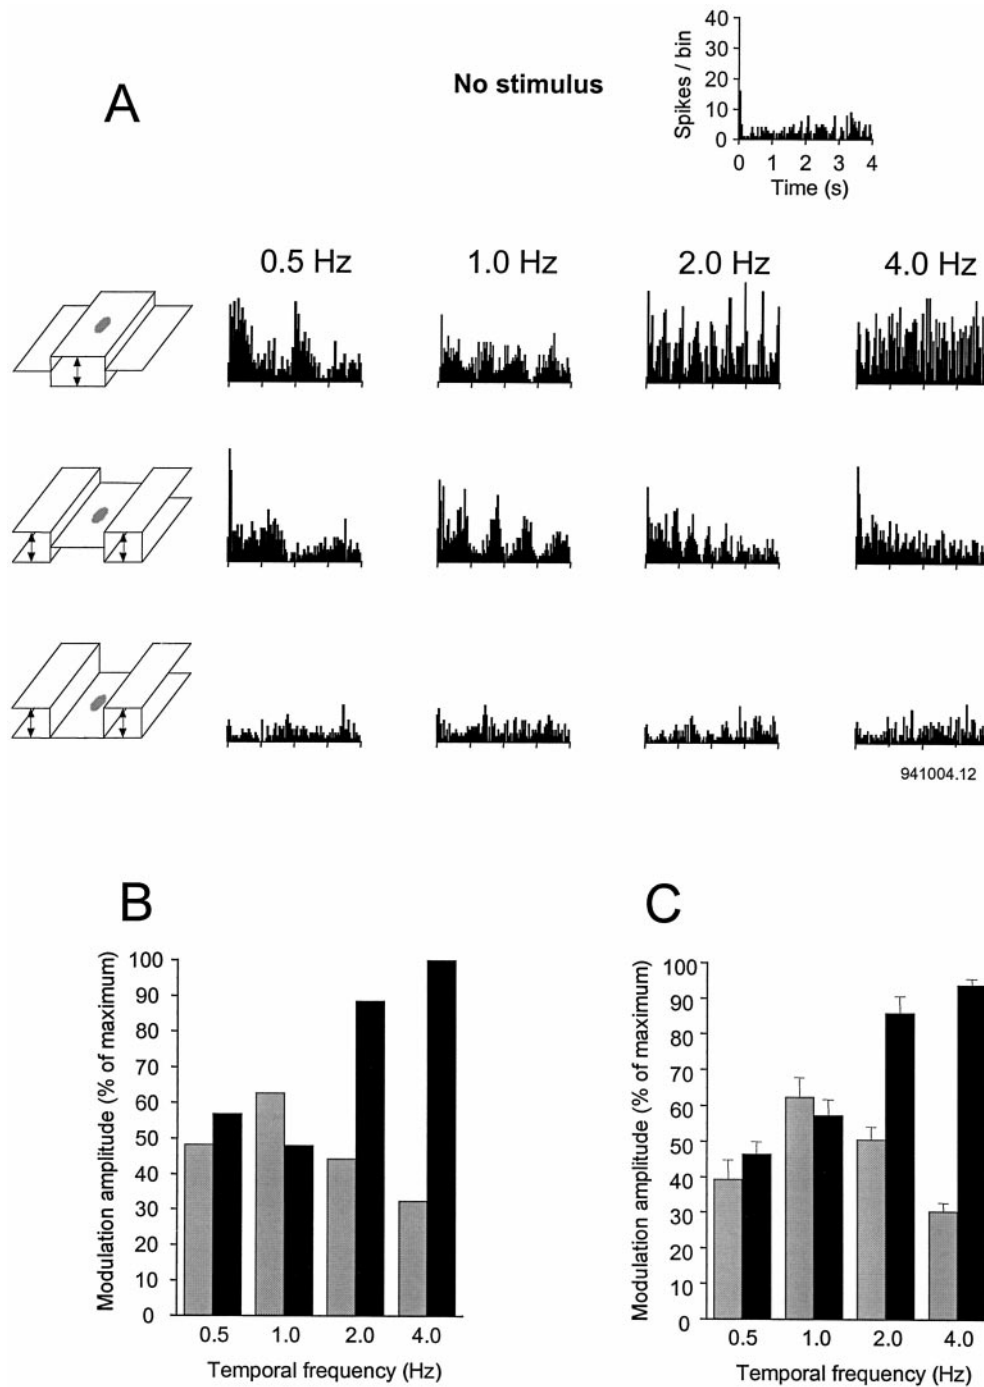 A
No stimulus
Spikes / bin
40
30
20
10
0
0 1 2 3 4
Time (s)
0.5 Hz 1.0 Hz 2.0 Hz 4.0 Hz
941004.12
B
Modulation amplitude (% of maximum)
100
90
80
70
60
50
40
30
20
10
0
0.5 1.0 2.0 4.0
Temporal frequency (Hz)
C
Modulation amplitude (% of maximum)
100
90
80
70
60
50
40
30
20
10
0
0.5 1.0 2.0 4.0
Temporal frequency (Hz)